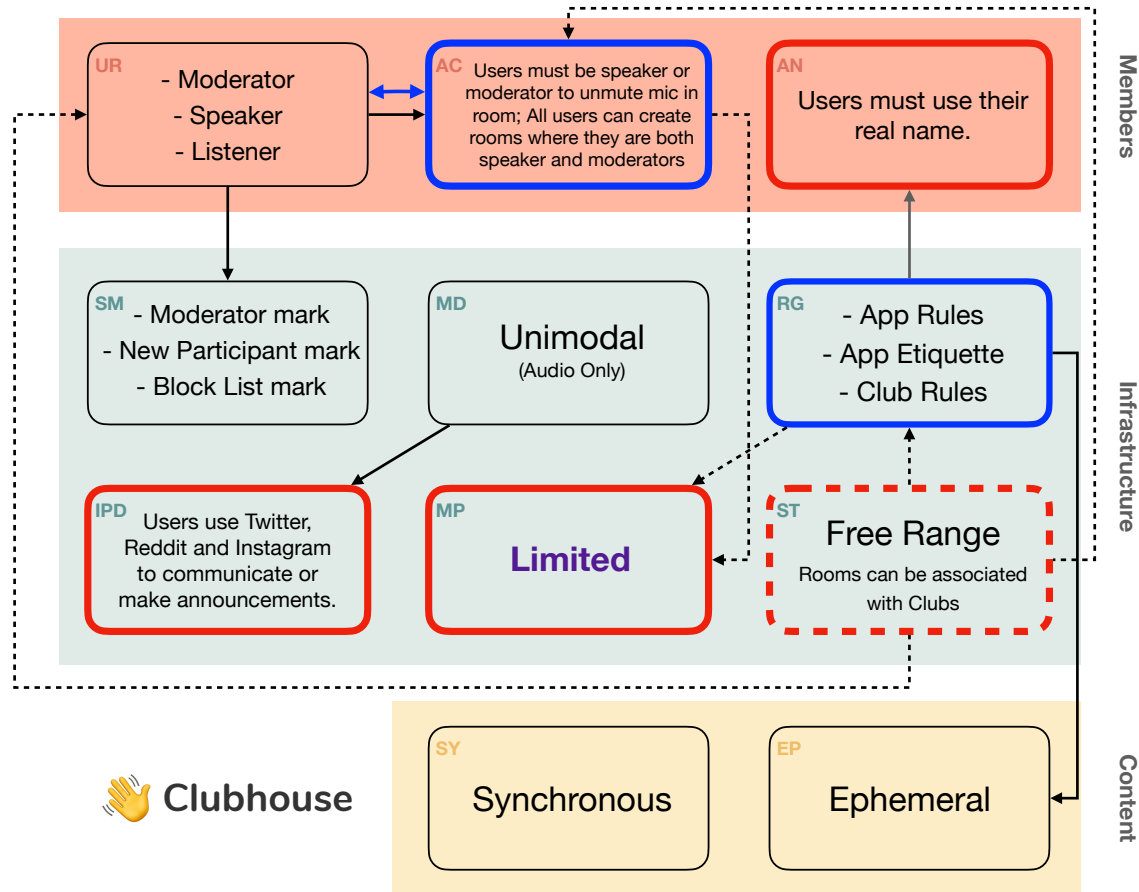 UR
- Moderator
- Speaker
- Listener
AC
Users must be speaker or
moderator to unmute mic in
room; All users can create
rooms where they are both
speaker and moderators
AN
Users must use their
real name.
Members
SM
- Moderator mark
- New Participant mark
- Block List mark
MD
Unimodal
(Audio Only)
RG
- App Rules
- App Etiquette
- Club Rules
IPD
Users use Twitter,
Reddit and Instagram
to communicate or
make announcements.
MP
Limited
ST
Free Range
Rooms can be associated
with Clubs
Infrastructure
SY
Synchronous
EP
Ephemeral
Content
Clubhouse